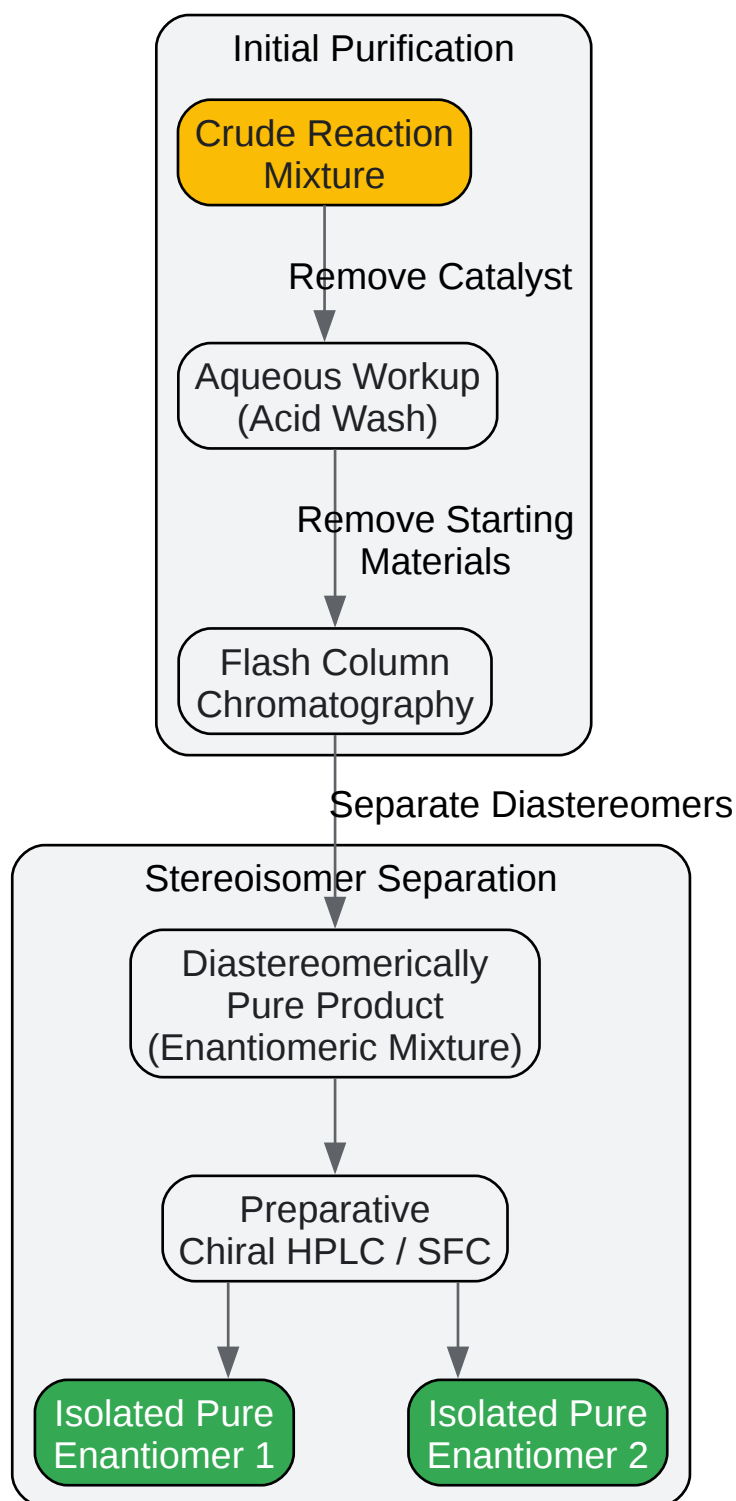 Initial Purification
Crude Reaction
Mixture
Remove Catalyst
Aqueous Workup
(Acid Wash)
Remove Starting
Materials
Flash Column
Chromatography
Separate Diastereomers
Stereoisomer Separation
Diastereomerically
Pure Product
(Enantiomeric Mixture)
Preparative
Chiral HPLC / SFC
Isolated Pure
Enantiomer 1
Isolated Pure
Enantiomer 2